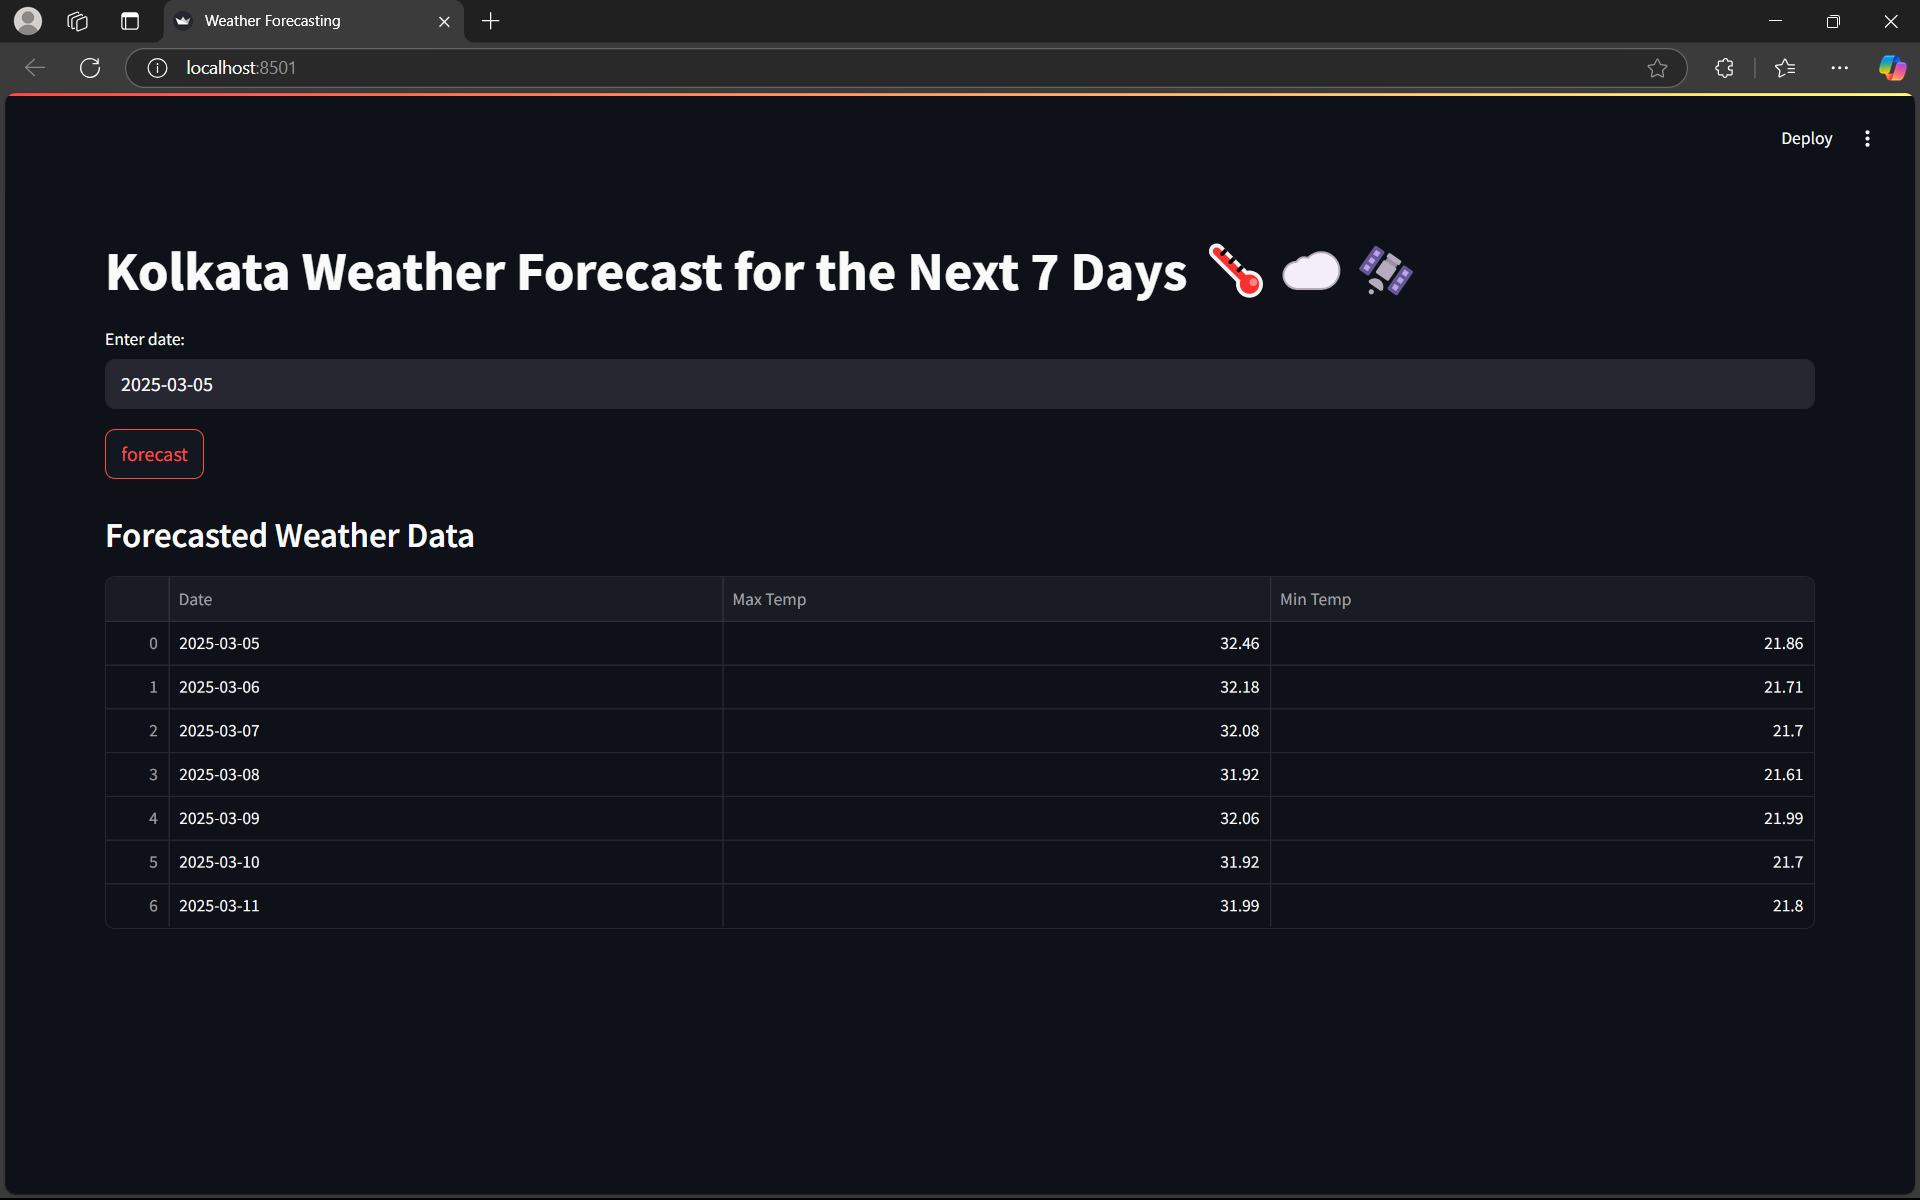 Weather Forecasting
localhost:8501
Deploy
Kolkata Weather Forecast for the Next 7 Days
Enter date:
2025-03-05
forecast
Forecasted Weather Data
Date Max Temp Min Temp
0 2025-03-05 32.46 21.86
1 2025-03-06 32.18 21.71
2 2025-03-07 32.08 21.7
3 2025-03-08 31.92 21.61
4 2025-03-09 32.06 21.99
5 2025-03-10 31.92 21.7
6 2025-03-11 31.99 21.8